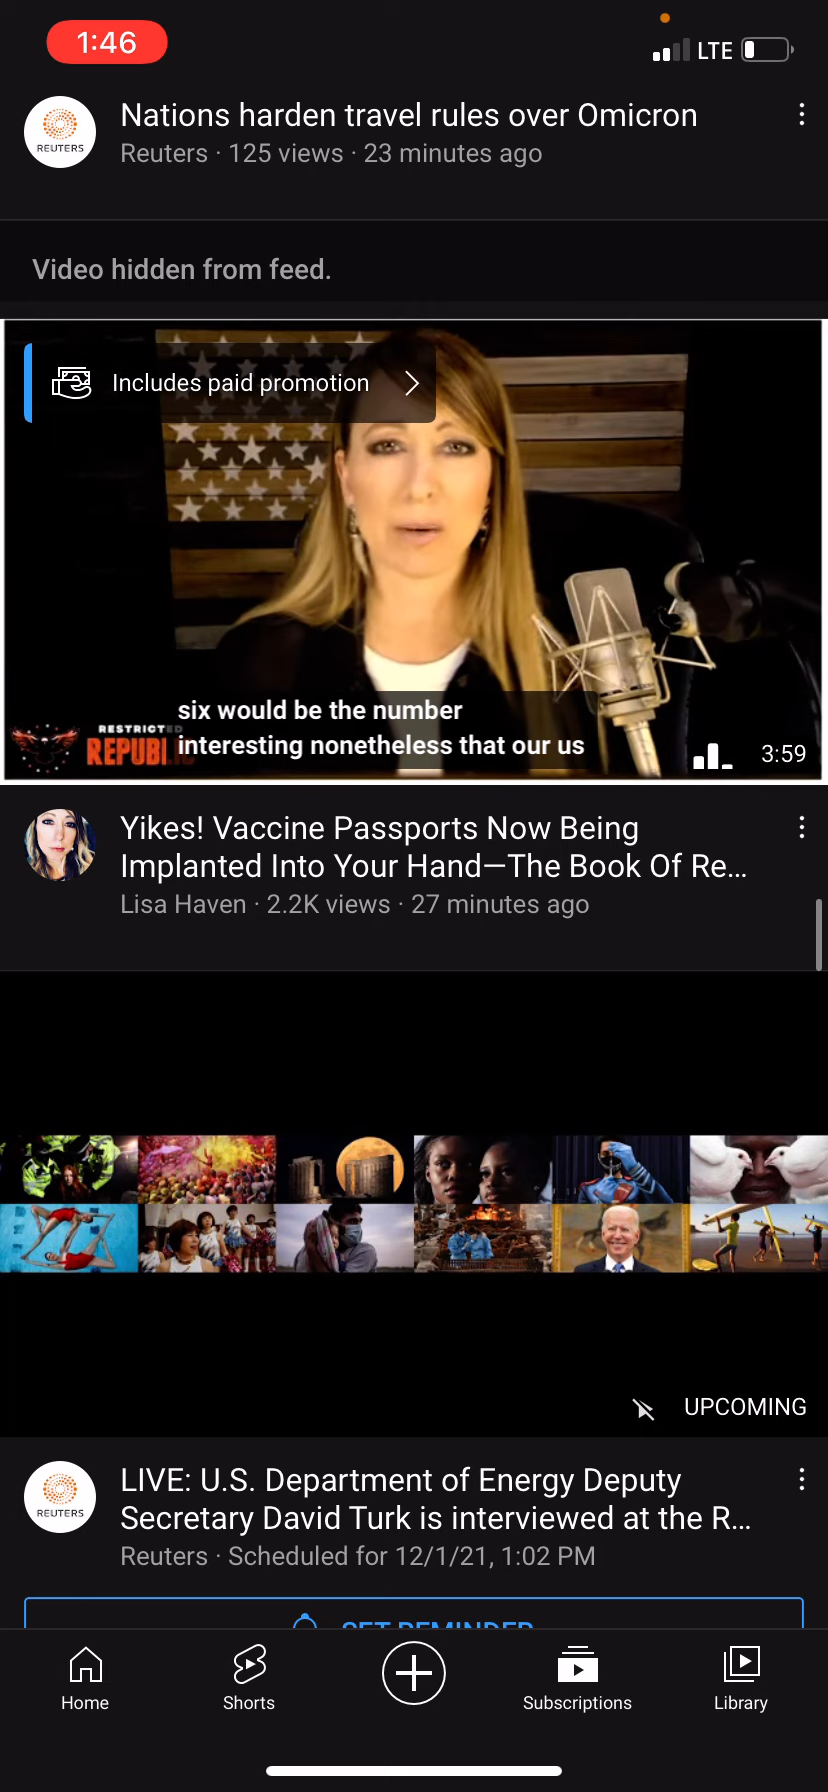 1:46
LTE
Nations harden travel rules over Omicron
REUTERS
Reuters · 125 views · 23 minutes ago
Video hidden from feed.
Includes paid promotion
six would be the number
RESTRICTED
REPUBLIC
interesting nonetheless that our us
3:59
Yikes! Vaccine Passports Now Being
Implanted Into Your Hand—The Book Of Re...
Lisa Haven · 2.2K views · 27 minutes ago
UPCOMING
LIVE: U.S. Department of Energy Deputy
REUTERS
Secretary David Turk is interviewed at the R...
Reuters · Scheduled for 12/1/21, 1:02 PM
SET REMINDER
Home
Shorts
Subscriptions
Library